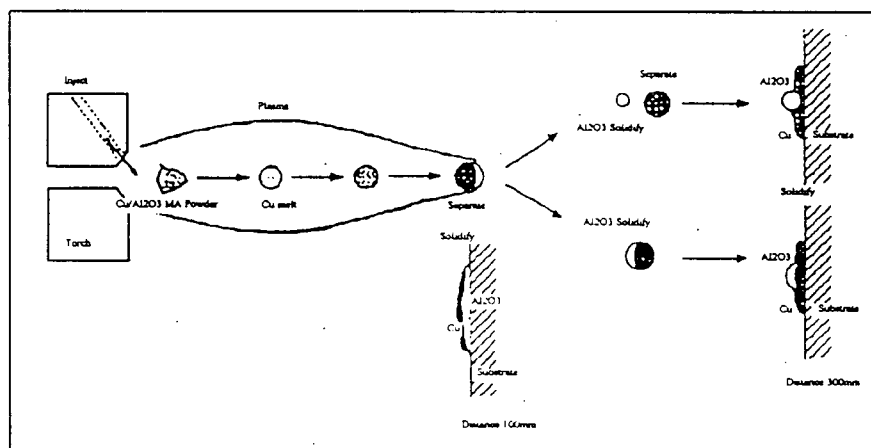 Inject
Plasma
Cu/Al2O3 MA Powder
Cu melt
Separate
Torch
Solidify
Al2O3
Cu
Substrate
Distance 100mm
Separate
Al2O3 Solidify
Al2O3
Cu
Substrate
Solidify
Al2O3 Solidify
Al2O3
Cu
Substrate
Distance 300mm